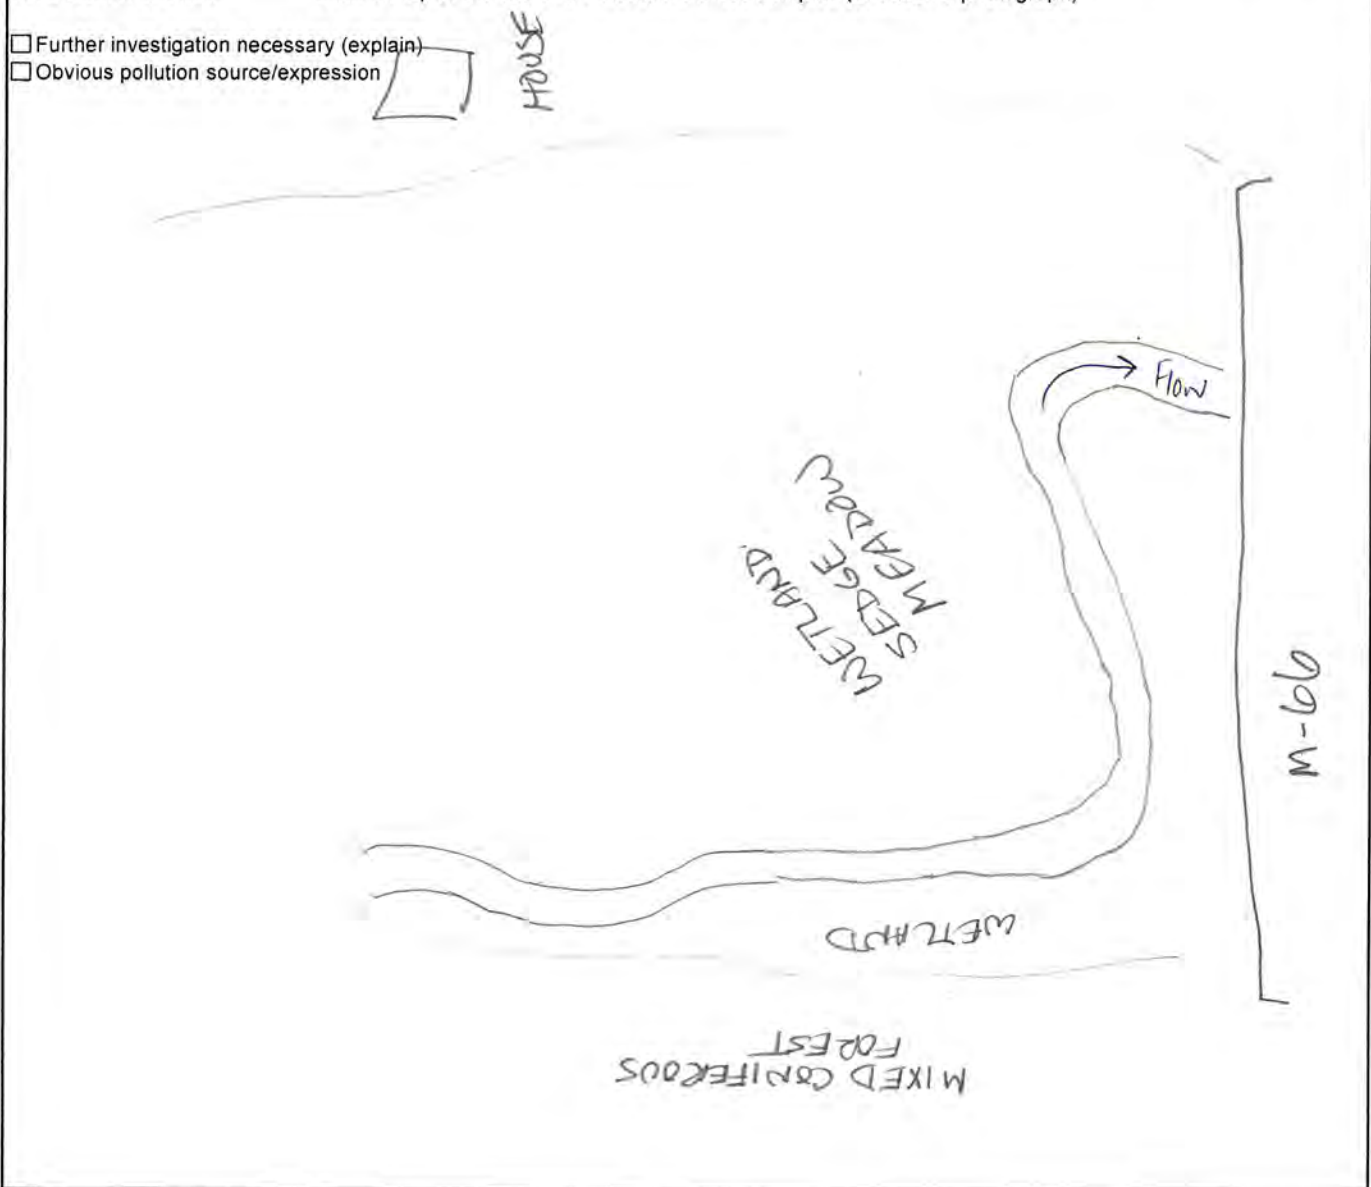 ☐ Further investigation necessary (explain)
☐ Obvious pollution source/expression
HOUSE
Flow
WETLAND
SEDGE
MEADOW
M-66
WETLAND
MIXED CONIFEROUS
FOREST